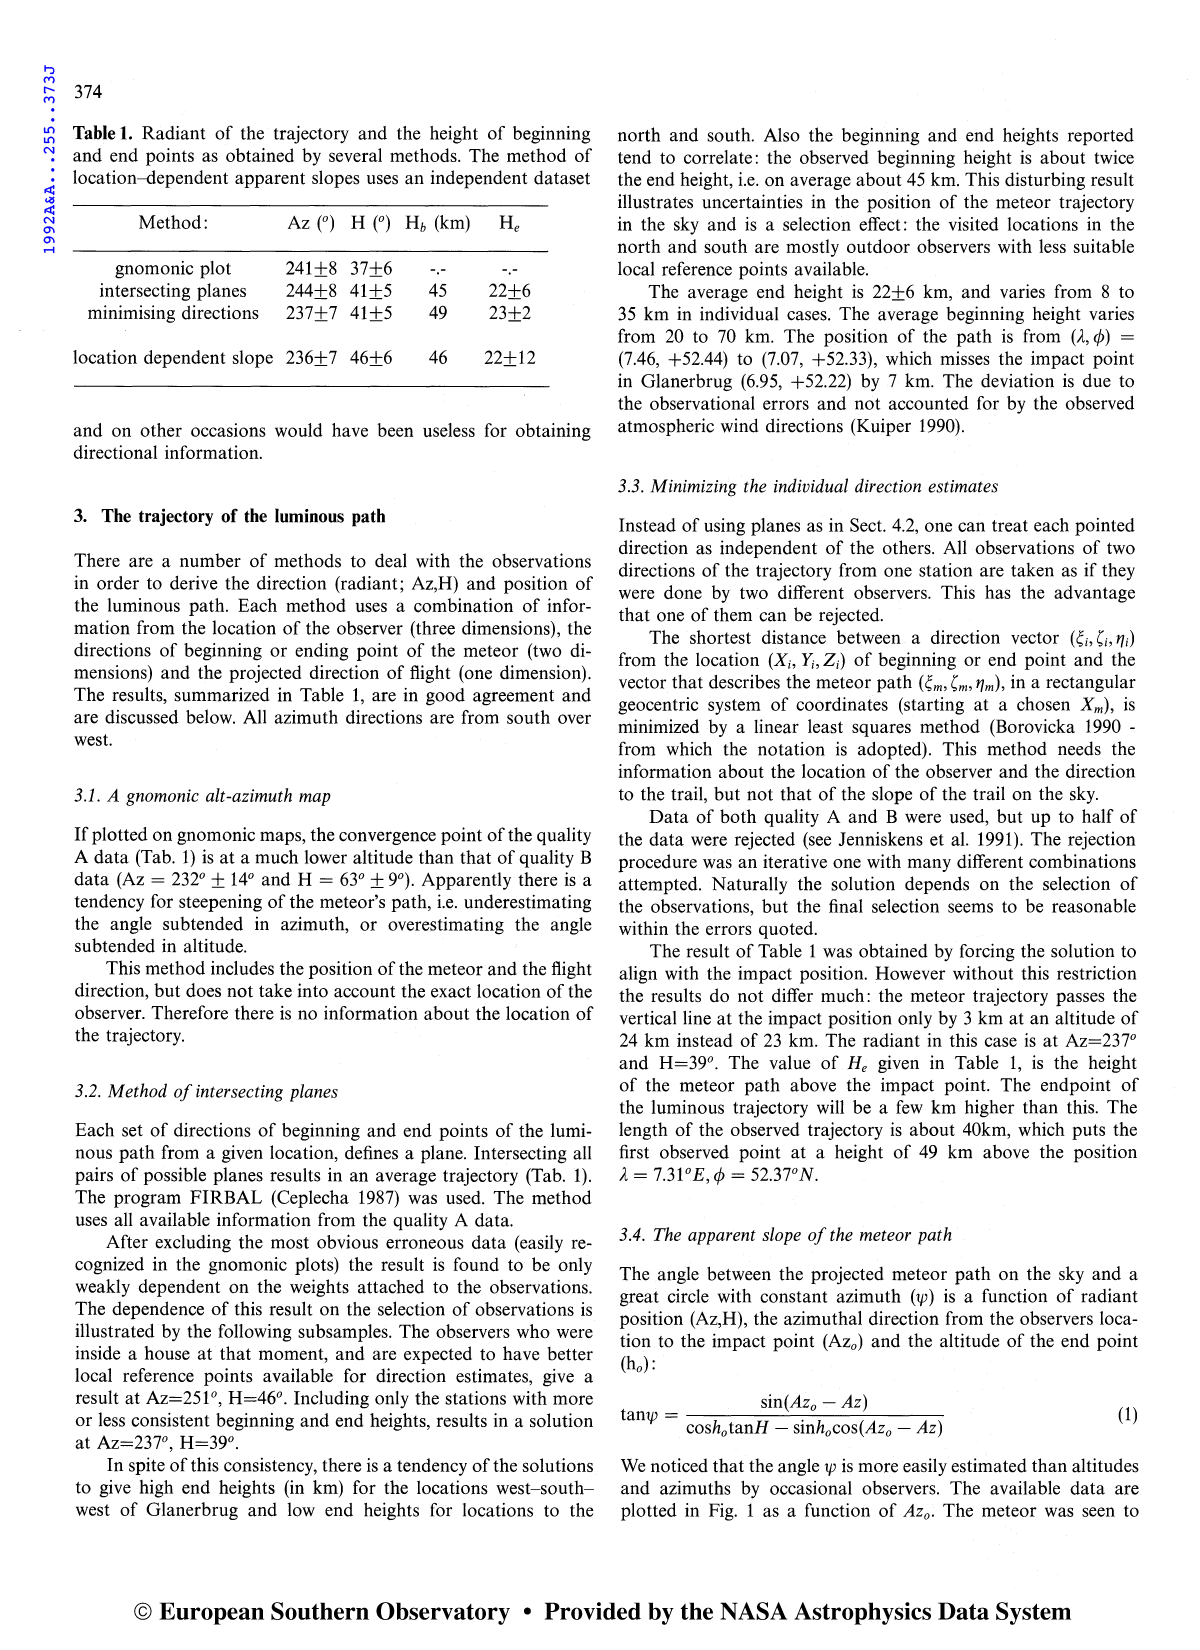 1992A&A...255..373J
374
Table 1. Radiant of the trajectory and the height of beginning
and end points as obtained by several methods. The method of
location–dependent apparent slopes uses an independent dataset
Method: Az (°) H (°) H_b (km) H_e
gnomonic plot 241±8 37±6 -.- -.-
intersecting planes 244±8 41±5 45 22±6
minimising directions 237±7 41±5 49 23±2
location dependent slope 236±7 46±6 46 22±12
and on other occasions would have been useless for obtaining
directional information.
3. The trajectory of the luminous path
There are a number of methods to deal with the observations
in order to derive the direction (radiant; Az,H) and position of
the luminous path. Each method uses a combination of infor-
mation from the location of the observer (three dimensions), the
directions of beginning or ending point of the meteor (two di-
mensions) and the projected direction of flight (one dimension).
The results, summarized in Table 1, are in good agreement and
are discussed below. All azimuth directions are from south over
west.
3.1. A gnomonic alt-azimuth map
If plotted on gnomonic maps, the convergence point of the quality
A data (Tab. 1) is at a much lower altitude than that of quality B
data (Az = 232° ± 14° and H = 63° ± 9°). Apparently there is a
tendency for steepening of the meteor's path, i.e. underestimating
the angle subtended in azimuth, or overestimating the angle
subtended in altitude.
This method includes the position of the meteor and the flight
direction, but does not take into account the exact location of the
observer. Therefore there is no information about the location of
the trajectory.
3.2. Method of intersecting planes
Each set of directions of beginning and end points of the lumi-
nous path from a given location, defines a plane. Intersecting all
pairs of possible planes results in an average trajectory (Tab. 1).
The program FIRBAL (Ceplecha 1987) was used. The method
uses all available information from the quality A data.
After excluding the most obvious erroneous data (easily re-
cognized in the gnomonic plots) the result is found to be only
weakly dependent on the weights attached to the observations.
The dependence of this result on the selection of observations is
illustrated by the following subsamples. The observers who were
inside a house at that moment, and are expected to have better
local reference points available for direction estimates, give a
result at Az=251°, H=46°. Including only the stations with more
or less consistent beginning and end heights, results in a solution
at Az=237°, H=39°.
In spite of this consistency, there is a tendency of the solutions
to give high end heights (in km) for the locations west–south–
west of Glanerbrug and low end heights for locations to the
north and south. Also the beginning and end heights reported
tend to correlate: the observed beginning height is about twice
the end height, i.e. on average about 45 km. This disturbing result
illustrates uncertainties in the position of the meteor trajectory
in the sky and is a selection effect: the visited locations in the
north and south are mostly outdoor observers with less suitable
local reference points available.
The average end height is 22±6 km, and varies from 8 to
35 km in individual cases. The average beginning height varies
from 20 to 70 km. The position of the path is from (λ, ϕ) =
(7.46, +52.44) to (7.07, +52.33), which misses the impact point
in Glanerbrug (6.95, +52.22) by 7 km. The deviation is due to
the observational errors and not accounted for by the observed
atmospheric wind directions (Kuiper 1990).
3.3. Minimizing the individual direction estimates
Instead of using planes as in Sect. 4.2, one can treat each pointed
direction as independent of the others. All observations of two
directions of the trajectory from one station are taken as if they
were done by two different observers. This has the advantage
that one of them can be rejected.
The shortest distance between a direction vector (ξ_i, ζ_i, η_i)
from the location (X_i, Y_i, Z_i) of beginning or end point and the
vector that describes the meteor path (ξ_m, ζ_m, η_m), in a rectangular
geocentric system of coordinates (starting at a chosen X_m), is
minimized by a linear least squares method (Borovicka 1990 -
from which the notation is adopted). This method needs the
information about the location of the observer and the direction
to the trail, but not that of the slope of the trail on the sky.
Data of both quality A and B were used, but up to half of
the data were rejected (see Jenniskens et al. 1991). The rejection
procedure was an iterative one with many different combinations
attempted. Naturally the solution depends on the selection of
the observations, but the final selection seems to be reasonable
within the errors quoted.
The result of Table 1 was obtained by forcing the solution to
align with the impact position. However without this restriction
the results do not differ much: the meteor trajectory passes the
vertical line at the impact position only by 3 km at an altitude of
24 km instead of 23 km. The radiant in this case is at Az=237°
and H=39°. The value of H_e given in Table 1, is the height
of the meteor path above the impact point. The endpoint of
the luminous trajectory will be a few km higher than this. The
length of the observed trajectory is about 40km, which puts the
first observed point at a height of 49 km above the position
λ = 7.31°E, ϕ = 52.37°N.
3.4. The apparent slope of the meteor path
The angle between the projected meteor path on the sky and a
great circle with constant azimuth (ψ) is a function of radiant
position (Az,H), the azimuthal direction from the observers loca-
tion to the impact point (Az_o) and the altitude of the end point
(h_o):
tanψ = sin(Az_o − Az) / (cosh_o tanH − sinh_o cos(Az_o − Az)) (1)
We noticed that the angle ψ is more easily estimated than altitudes
and azimuths by occasional observers. The available data are
plotted in Fig. 1 as a function of Az_o. The meteor was seen to
© European Southern Observatory • Provided by the NASA Astrophysics Data System